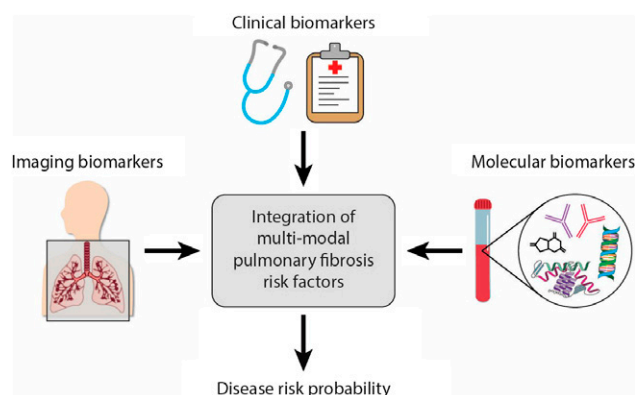 Clinical biomarkers
Imaging biomarkers
Molecular biomarkers
Integration of
multi-modal
pulmonary fibrosis
risk factors
Disease risk probability